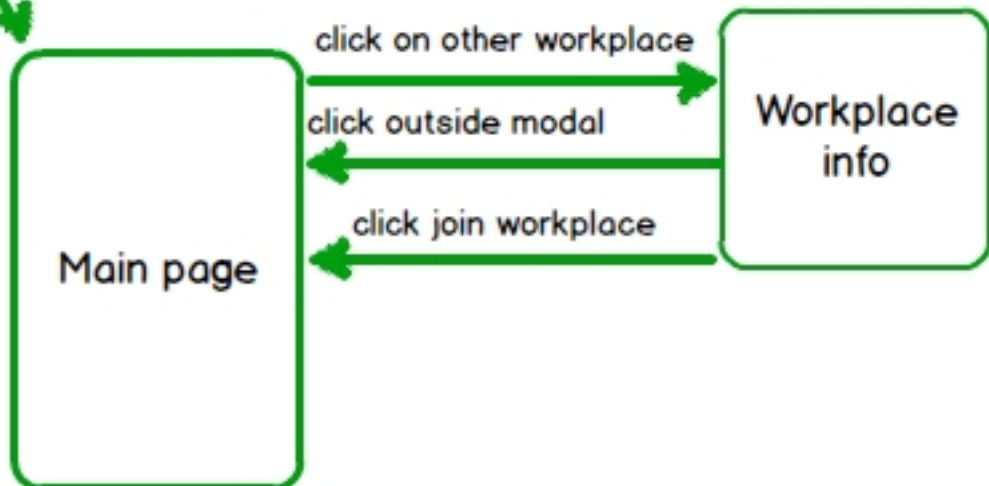 click on other workplace
click outside modal
click join workplace
Main page
Workplace
info